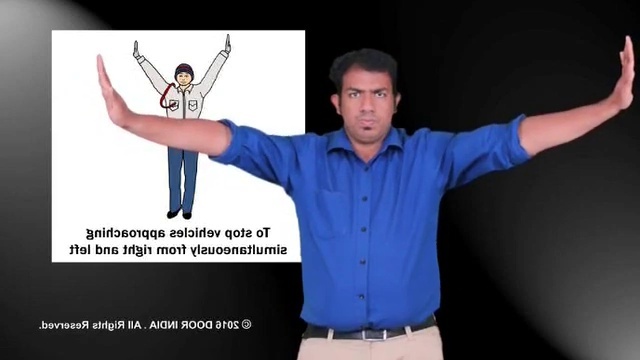 To stop vehicles approaching
simultaneously from right and left
© 2016 DOOR INDIA . All Rights Reserved.